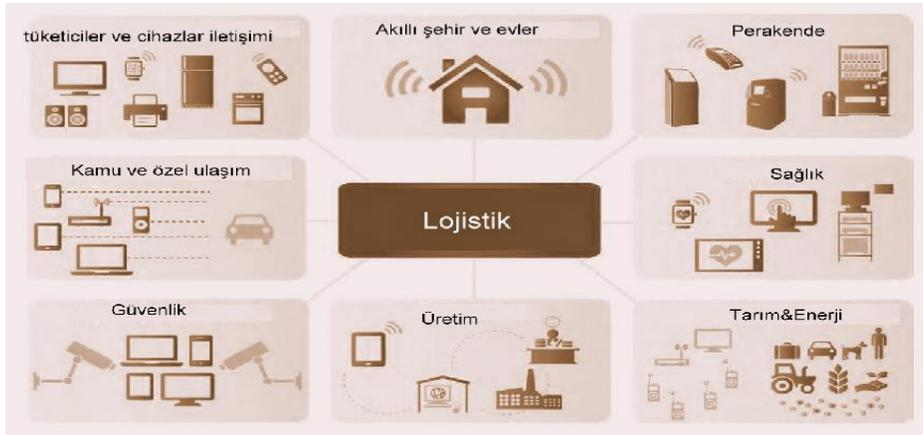 tüketiciler ve cihazlar iletişimi
Akıllı şehir ve evler
Perakende
Kamu ve özel ulaşım
Lojistik
Sağlık
Güvenlik
Üretim
Tarım&Enerji